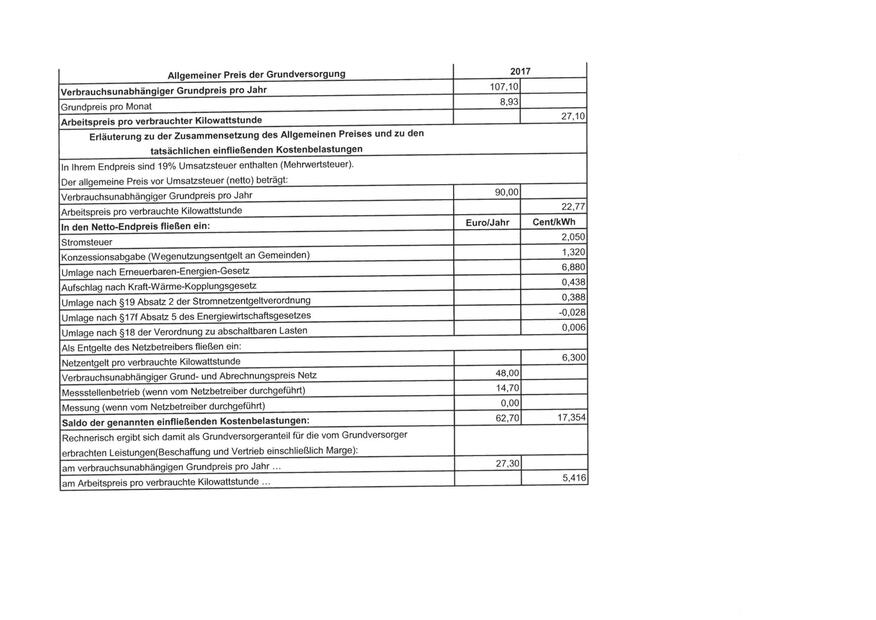 Allgemeiner Preis der Grundversorgung 2017
Verbrauchsunabhängiger Grundpreis pro Jahr 107,10
Grundpreis pro Monat 8,93
Arbeitspreis pro verbrauchter Kilowattstunde 27,10
Erläuterung zu der Zusammensetzung des Allgemeinen Preises und zu den
tatsächlichen einfließenden Kostenbelastungen
In Ihrem Endpreis sind 19% Umsatzsteuer enthalten (Mehrwertsteuer).
Der allgemeine Preis vor Umsatzsteuer (netto) beträgt:
Verbrauchsunabhängiger Grundpreis pro Jahr 90,00
Arbeitspreis pro verbrauchte Kilowattstunde 22,77
In den Netto-Endpreis fließen ein: Euro/Jahr Cent/kWh
Stromsteuer 2,050
Konzessionsabgabe (Wegenutzungsentgelt an Gemeinden) 1,320
Umlage nach Erneuerbaren-Energien-Gesetz 6,880
Aufschlag nach Kraft-Wärme-Kopplungsgesetz 0,438
Umlage nach §19 Absatz 2 der Stromnetzentgeltverordnung 0,388
Umlage nach §17f Absatz 5 des Energiewirtschaftsgesetzes -0,028
Umlage nach §18 der Verordnung zu abschaltbaren Lasten 0,006
Als Entgelte des Netzbetreibers fließen ein:
Netzentgelt pro verbrauchte Kilowattstunde 6,300
Verbrauchsunabhängiger Grund- und Abrechnungspreis Netz 48,00
Messstellenbetrieb (wenn vom Netzbetreiber durchgeführt) 14,70
Messung (wenn vom Netzbetreiber durchgeführt) 0,00
Saldo der genannten einfließenden Kostenbelastungen: 62,70 17,354
Rechnerisch ergibt sich damit als Grundversorgeranteil für die vom Grundversorger
erbrachten Leistungen(Beschaffung und Vertrieb einschließlich Marge):
am verbrauchsunabhängigen Grundpreis pro Jahr … 27,30
am Arbeitspreis pro verbrauchte Kilowattstunde … 5,416